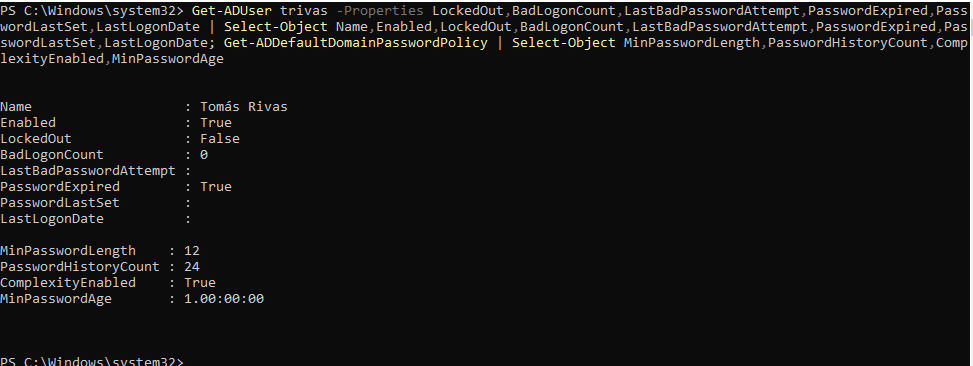 PS C:\Windows\system32> Get-ADUser trivas -Properties LockedOut,BadLogonCount,LastBadPasswordAttempt,PasswordExpired,Pass
wordLastSet,LastLogonDate | Select-Object Name,Enabled,LockedOut,BadLogonCount,LastBadPasswordAttempt,PasswordExpired,Pas
swordLastSet,LastLogonDate; Get-ADDefaultDomainPasswordPolicy | Select-Object MinPasswordLength,PasswordHistoryCount,Comp
lexityEnabled,MinPasswordAge
Name                   : Tomás Rivas
Enabled                : True
LockedOut              : False
BadLogonCount          : 0
LastBadPasswordAttempt :
PasswordExpired        : True
PasswordLastSet        :
LastLogonDate          :
MinPasswordLength    : 12
PasswordHistoryCount : 24
ComplexityEnabled    : True
MinPasswordAge       : 1.00:00:00
PS C:\Windows\system32>